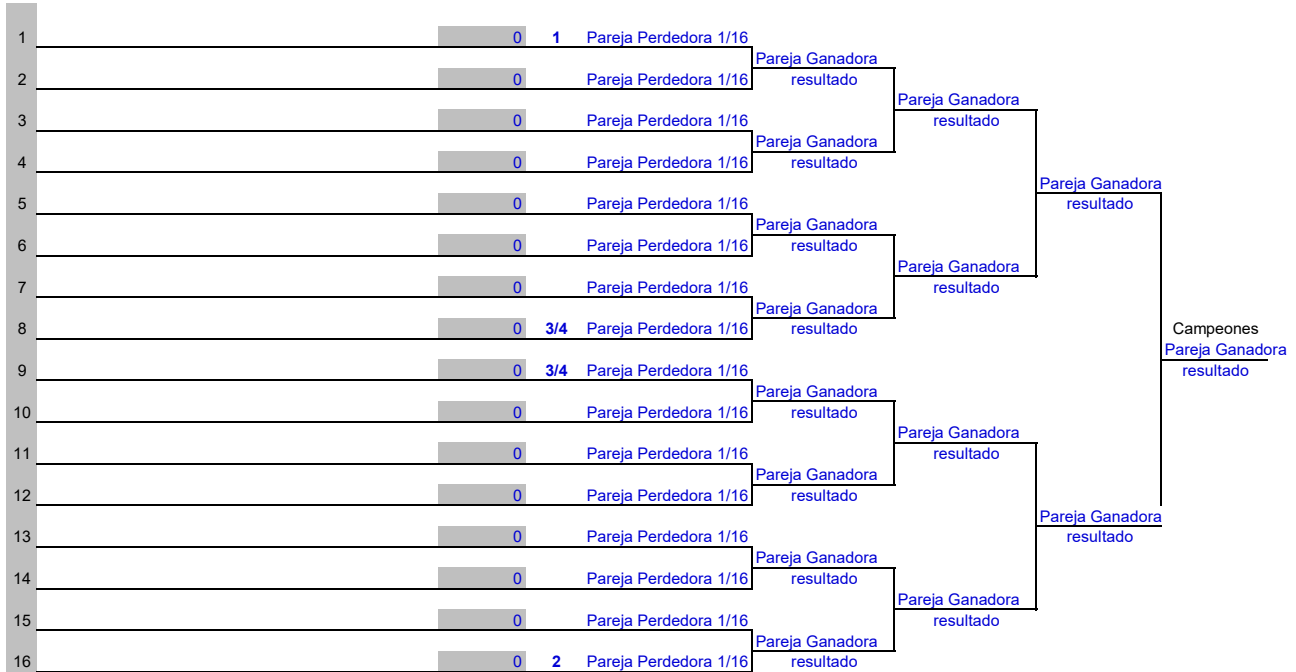 1 0 1 Pareja Perdedora 1/16
Pareja Ganadora
2 0 Pareja Perdedora 1/16 resultado
Pareja Ganadora
3 0 Pareja Perdedora 1/16 resultado
Pareja Ganadora
4 0 Pareja Perdedora 1/16 resultado
Pareja Ganadora
5 0 Pareja Perdedora 1/16 resultado
Pareja Ganadora
6 0 Pareja Perdedora 1/16 resultado
Pareja Ganadora
7 0 Pareja Perdedora 1/16 resultado
Pareja Ganadora
8 0 3/4 Pareja Perdedora 1/16 resultado Campeones
Pareja Ganadora
9 0 3/4 Pareja Perdedora 1/16 resultado
Pareja Ganadora
10 0 Pareja Perdedora 1/16 resultado
Pareja Ganadora
11 0 Pareja Perdedora 1/16 resultado
Pareja Ganadora
12 0 Pareja Perdedora 1/16 resultado
Pareja Ganadora
13 0 Pareja Perdedora 1/16 resultado
Pareja Ganadora
14 0 Pareja Perdedora 1/16 resultado
Pareja Ganadora
15 0 Pareja Perdedora 1/16 resultado
Pareja Ganadora
16 0 2 Pareja Perdedora 1/16 resultado